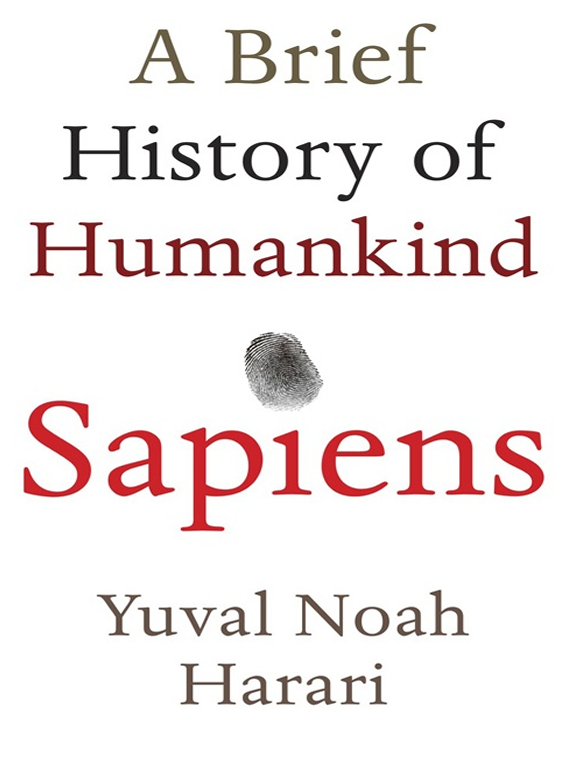 A Brief
History of
Humankind
Sapiens
Yuval Noah
Harari